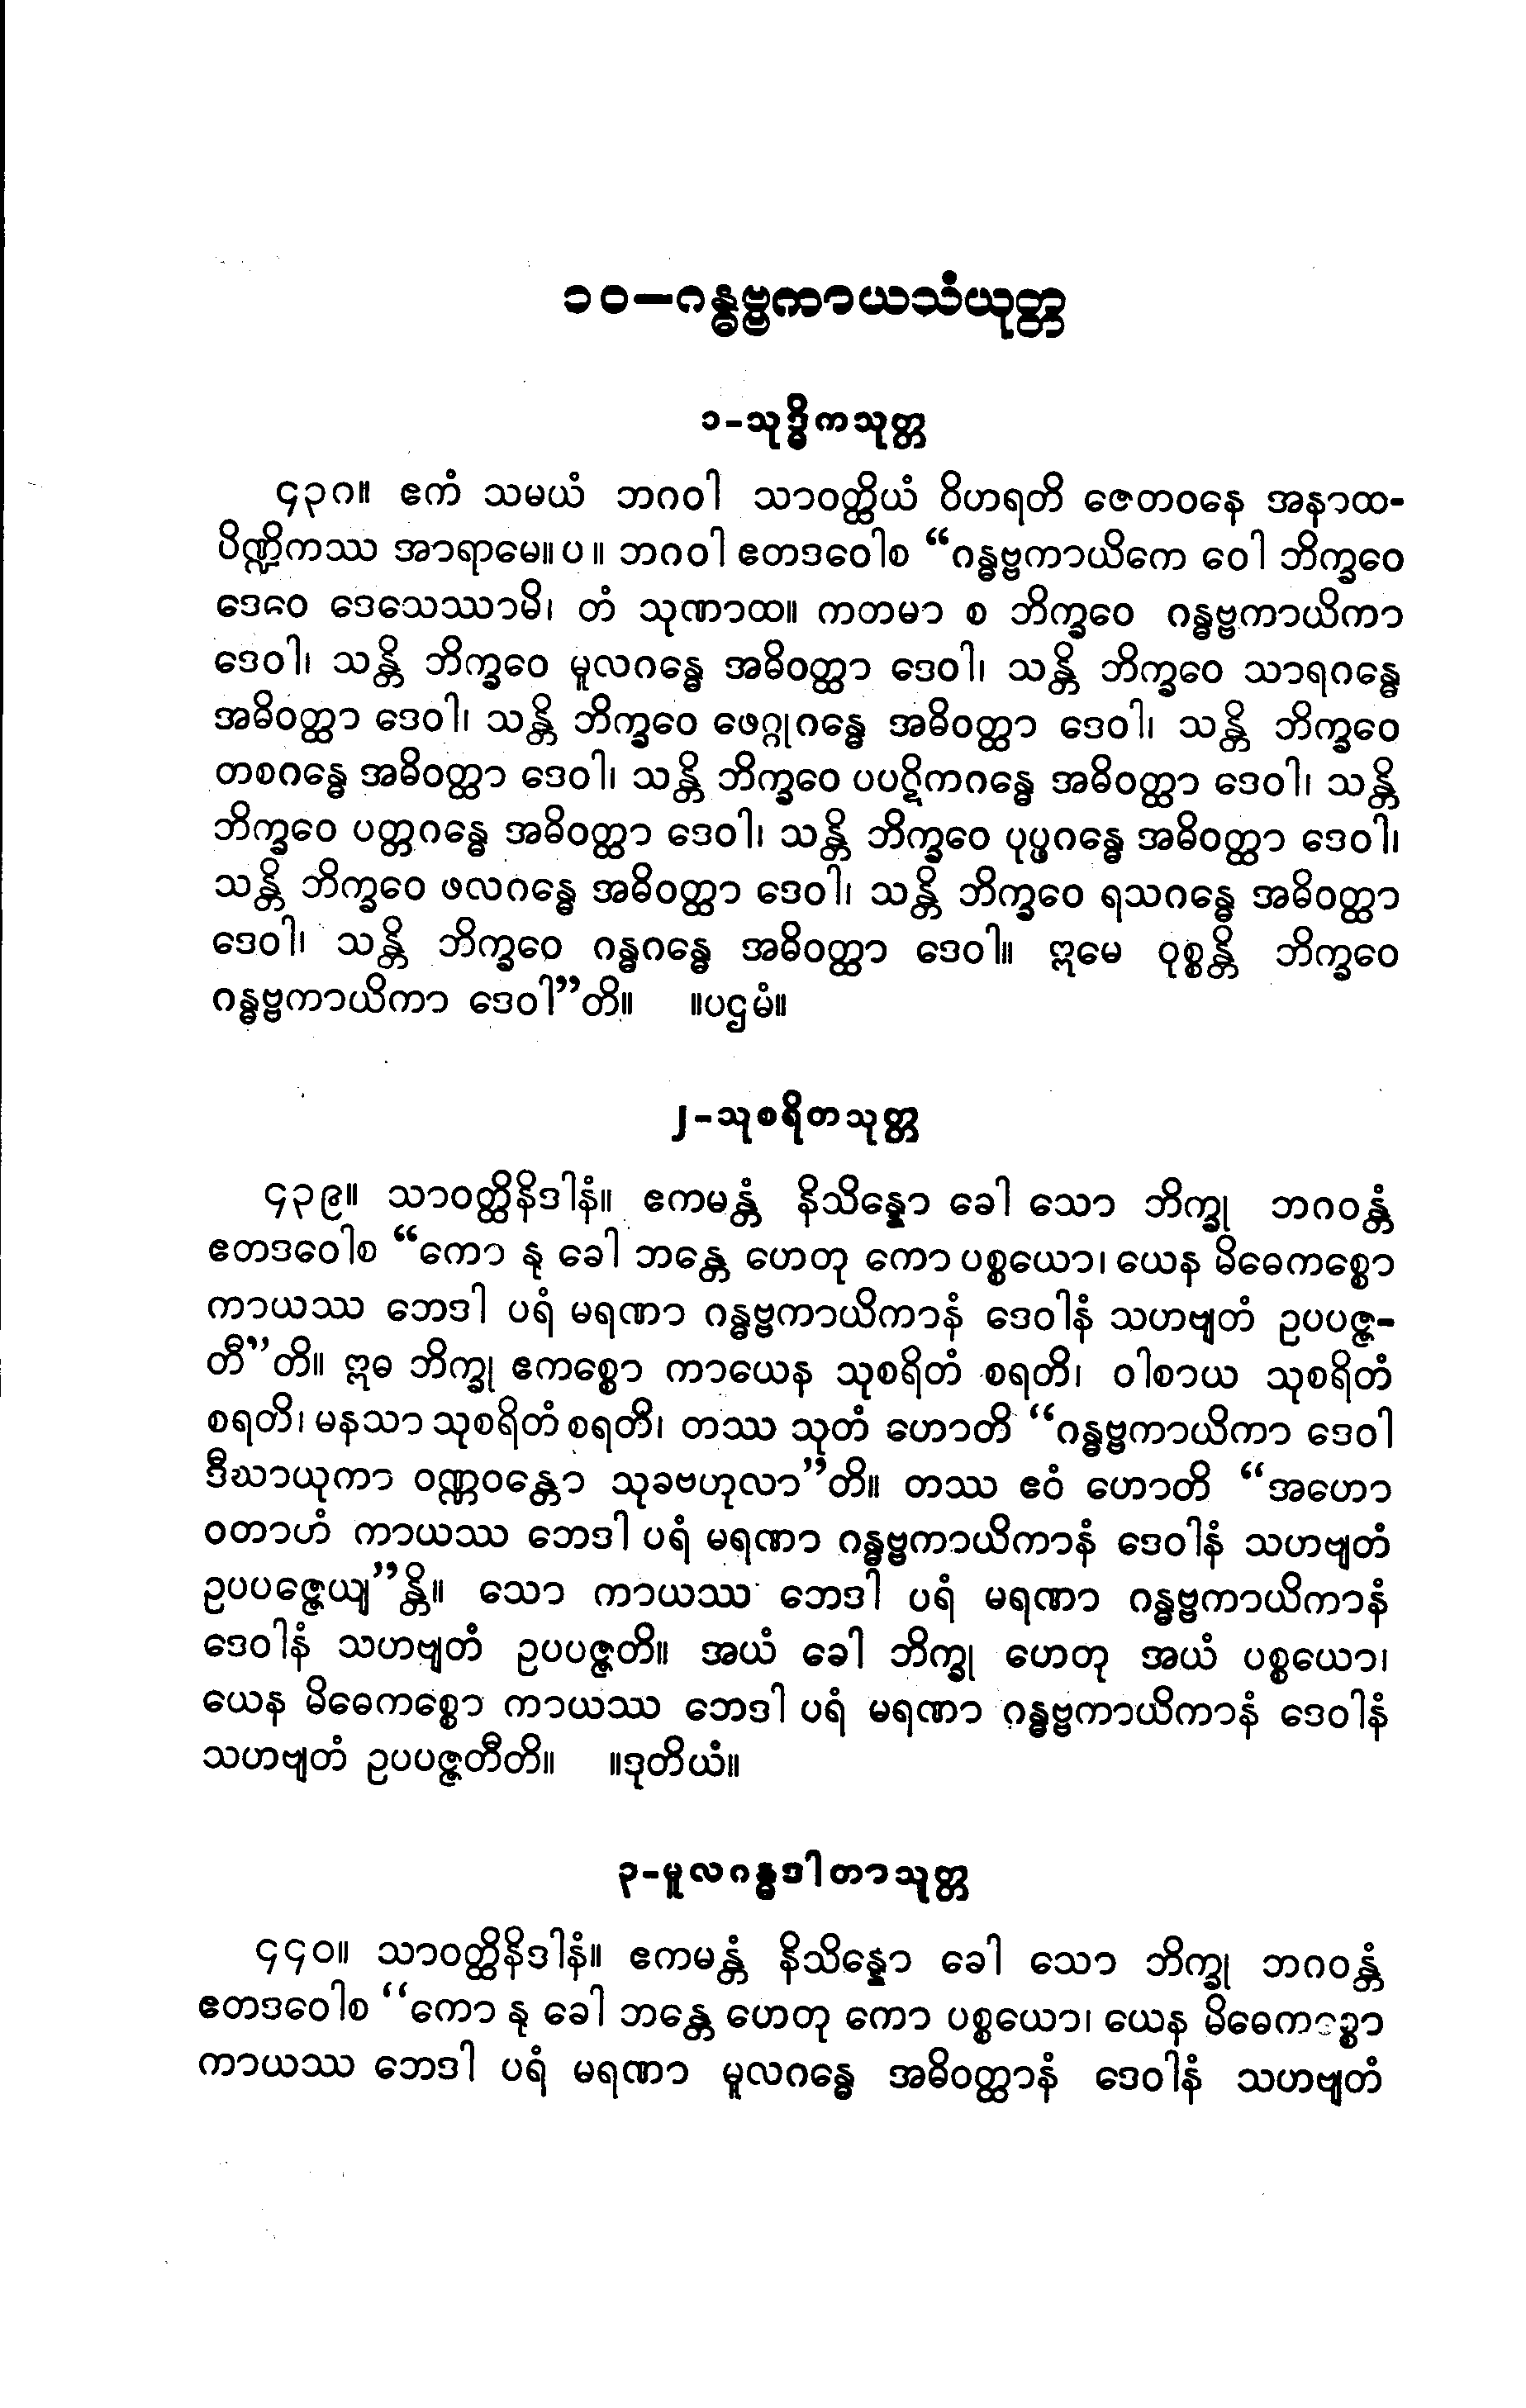 ၁၀—ဂန္ဓဗ္ဗကာယသံယုတ္တ
၁-သုဒ္ဓိကသုတ္တ
၄၃၈။ ဧကံ သမယံ ဘဂဝါ သာဝတ္ထိယံ ဝိဟရတိ ဇေတဝနေ အနာထ-
ပိဏ္ဍိကဿ အာရာမေ။ ပ ။ ဘဂဝါ ဧတဒဝေါစ “ဂန္ဓဗ္ဗကာယိကေ ဝေါ ဘိက္ခဝေ
ဒေဝေ ဒေသေဿာမိ၊ တံ သုဏာထ။ ကတမာ စ ဘိက္ခဝေ ဂန္ဓဗ္ဗကာယိကာ
ဒေဝါ၊ သန္တိ ဘိက္ခဝေ မူလဂန္ဓေ အဓိဝတ္ထာ ဒေဝါ၊ သန္တိ ဘိက္ခဝေ သာရဂန္ဓေ
အဓိဝတ္ထာ ဒေဝါ၊ သန္တိ ဘိက္ခဝေ ဖေဂ္ဂုဂန္ဓေ အဓိဝတ္ထာ ဒေဝါ၊ သန္တိ ဘိက္ခဝေ
တစဂန္ဓေ အဓိဝတ္ထာ ဒေဝါ၊ သန္တိ ဘိက္ခဝေ ပပဋိကဂန္ဓေ အဓိဝတ္ထာ ဒေဝါ၊ သန္တိ
ဘိက္ခဝေ ပတ္တဂန္ဓေ အဓိဝတ္ထာ ဒေဝါ၊ သန္တိ ဘိက္ခဝေ ပုပ္ဖဂန္ဓေ အဓိဝတ္ထာ ဒေဝါ၊
သန္တိ ဘိက္ခဝေ ဖလဂန္ဓေ အဓိဝတ္ထာ ဒေဝါ၊ သန္တိ ဘိက္ခဝေ ရသဂန္ဓေ အဓိဝတ္ထာ
ဒေဝါ၊ သန္တိ ဘိက္ခဝေ ဂန္ဓဂန္ဓေ အဓိဝတ္ထာ ဒေဝါ။ ဣမေ ဝုစ္စန္တိ ဘိက္ခဝေ
ဂန္ဓဗ္ဗကာယိကာ ဒေဝါ”တိ။ ။ပဌမံ။
၂-သုစရိတသုတ္တ
၄၃၉။ သာဝတ္ထိနိဒါနံ။ ဧကမန္တံ နိသိန္နော ခေါ သော ဘိက္ခု ဘဂဝန္တံ
ဧတဒဝေါစ “ကော နု ခေါ ဘန္တေ ဟေတု ကော ပစ္စယော၊ ယေန မိဓေကစ္စော
ကာယဿ ဘေဒါ ပရံ မရဏာ ဂန္ဓဗ္ဗကာယိကာနံ ဒေဝါနံ သဟဗျတံ ဥပပဇ္ဇ-
တီ”တိ။ ဣဓ ဘိက္ခု ဧကစ္စော ကာယေန သုစရိတံ စရတိ၊ ဝါစာယ သုစရိတံ
စရတိ၊ မနသာ သုစရိတံ စရတိ၊ တဿ သုတံ ဟောတိ “ဂန္ဓဗ္ဗကာယိကာ ဒေဝါ
ဒီဃာယုကာ ဝဏ္ဏဝန္တော သုခဗဟုလာ”တိ။ တဿ ဧဝံ ဟောတိ “အဟော
ဝတာဟံ ကာယဿ ဘေဒါ ပရံ မရဏာ ဂန္ဓဗ္ဗကာယိကာနံ ဒေဝါနံ သဟဗျတံ
ဥပပဇ္ဇေယျ”န္တိ။ သော ကာယဿ ဘေဒါ ပရံ မရဏာ ဂန္ဓဗ္ဗကာယိကာနံ
ဒေဝါနံ သဟဗျတံ ဥပပဇ္ဇတိ။ အယံ ခေါ ဘိက္ခု ဟေတု အယံ ပစ္စယော၊
ယေန မိဓေကစ္စော ကာယဿ ဘေဒါ ပရံ မရဏာ ဂန္ဓဗ္ဗကာယိကာနံ ဒေဝါနံ
သဟဗျတံ ဥပပဇ္ဇတီတိ။ ။ဒုတိယံ။
၃-မူလဂန္ဓဒါတာသုတ္တ
၄၄၀။ သာဝတ္ထိနိဒါနံ။ ဧကမန္တံ နိသိန္နော ခေါ သော ဘိက္ခု ဘဂဝန္တံ
ဧတဒဝေါစ “ကော နု ခေါ ဘန္တေ ဟေတု ကော ပစ္စယော၊ ယေန မိဓေကစ္စော
ကာယဿ ဘေဒါ ပရံ မရဏာ မူလဂန္ဓေ အဓိဝတ္ထာနံ ဒေဝါနံ သဟဗျတံ